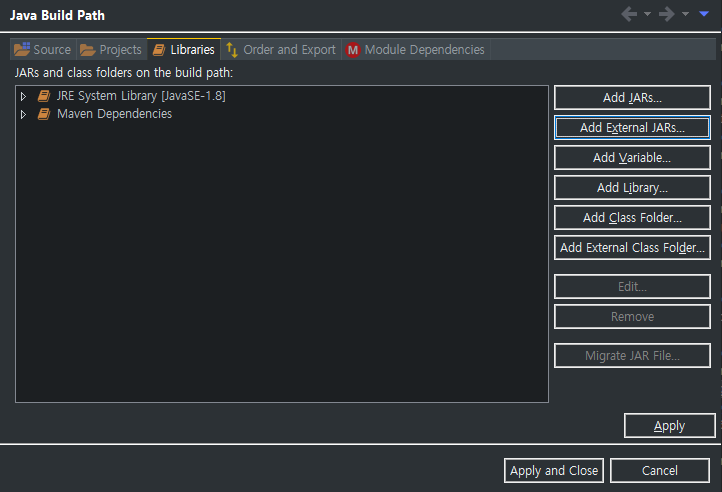 Java Build Path
Source Projects Libraries Order and Export Module Dependencies
JARs and class folders on the build path:
JRE System Library [JavaSE-1.8]
Maven Dependencies
Add JARs...
Add External JARs...
Add Variable...
Add Library...
Add Class Folder...
Add External Class Folder...
Edit...
Remove
Migrate JAR File...
Apply
Apply and Close Cancel